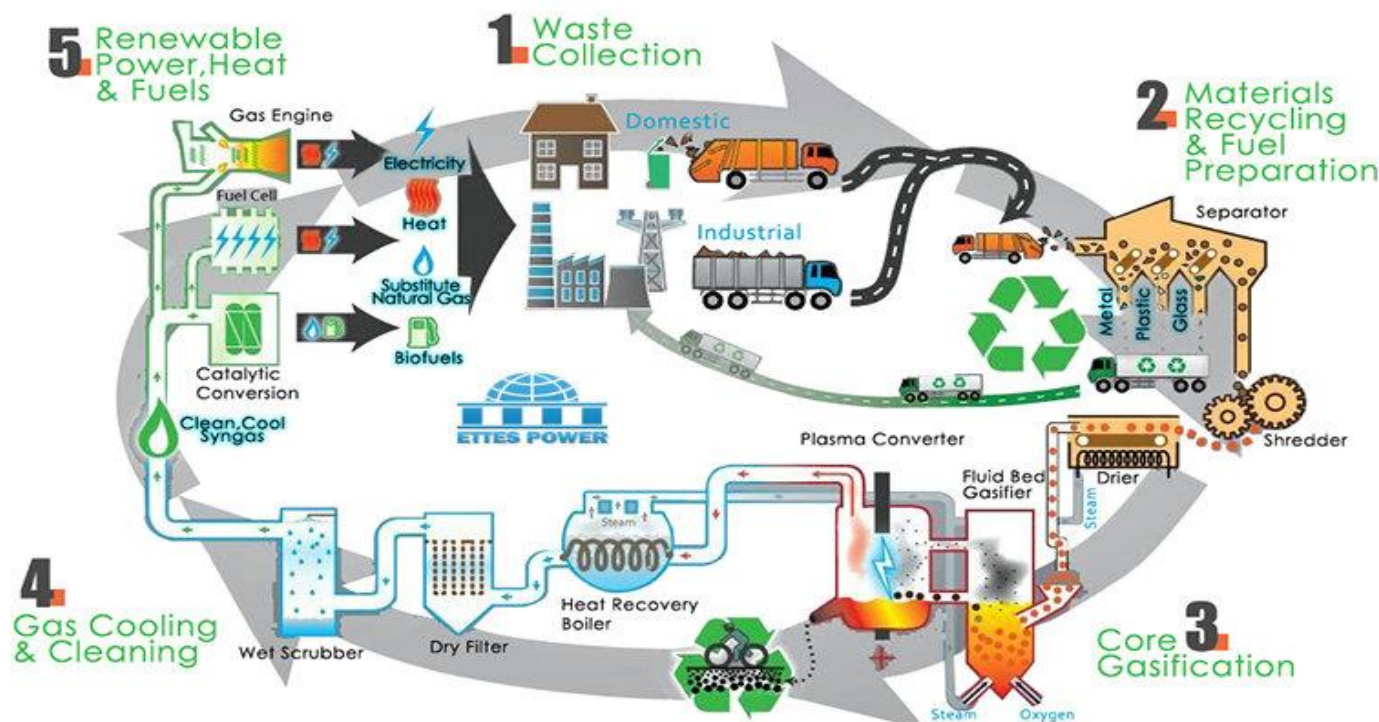 1.
Waste
Collection
Domestic
Industrial
2.
Materials
Recycling
& Fuel
Preparation
Separator
Metal
Plastic
Glass
Shredder
Drier
Steam
3.
Core
Gasification
Fluid Bed
Gasifier
Plasma Converter
Steam
Oxygen
4.
Gas Cooling
& Cleaning
Steam
Heat Recovery
Boiler
Dry Filter
Wet Scrubber
Clean,Cool
Syngas
5.
Renewable
Power,Heat
& Fuels
Gas Engine
Fuel Cell
Catalytic
Conversion
Electricity
Heat
Substitute
Natural Gas
Biofuels
ETTES POWER